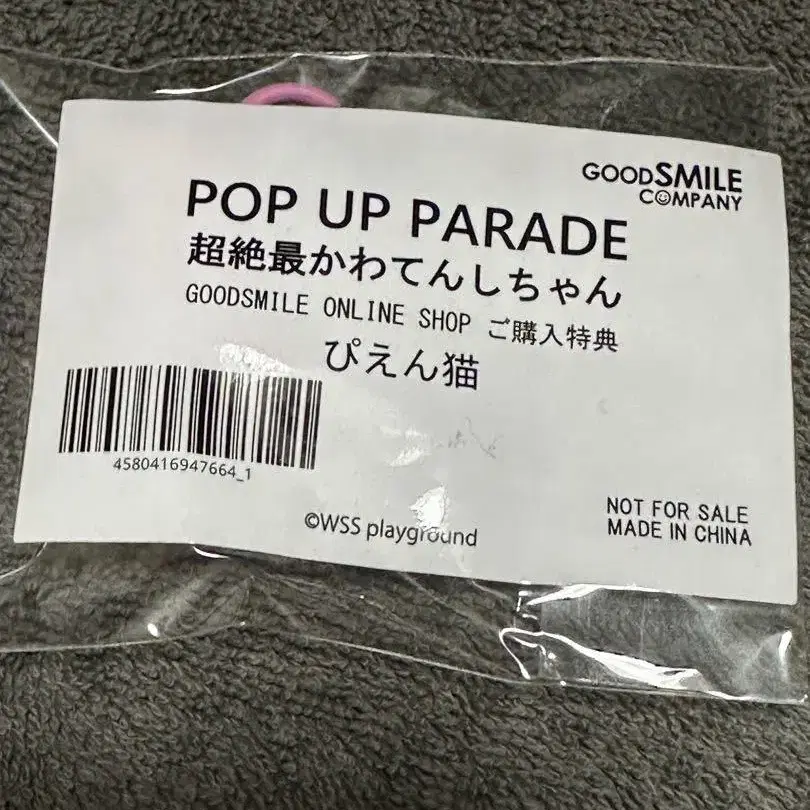 GOODSMILE
COMPANY
POP UP PARADE
超絶最かわてんしちゃん
GOODSMILE ONLINE SHOP ご購入特典
ぴえん猫
4580416947664_1
©WSS playground
NOT FOR SALE
MADE IN CHINA